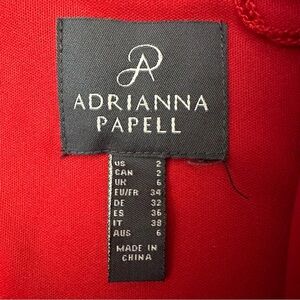 ADRIANNA
PAPELL
US 2
CAN 2
UK 6
EU/FR 34
DE 32
ES 36
IT 38
AUS 6
MADE IN
CHINA